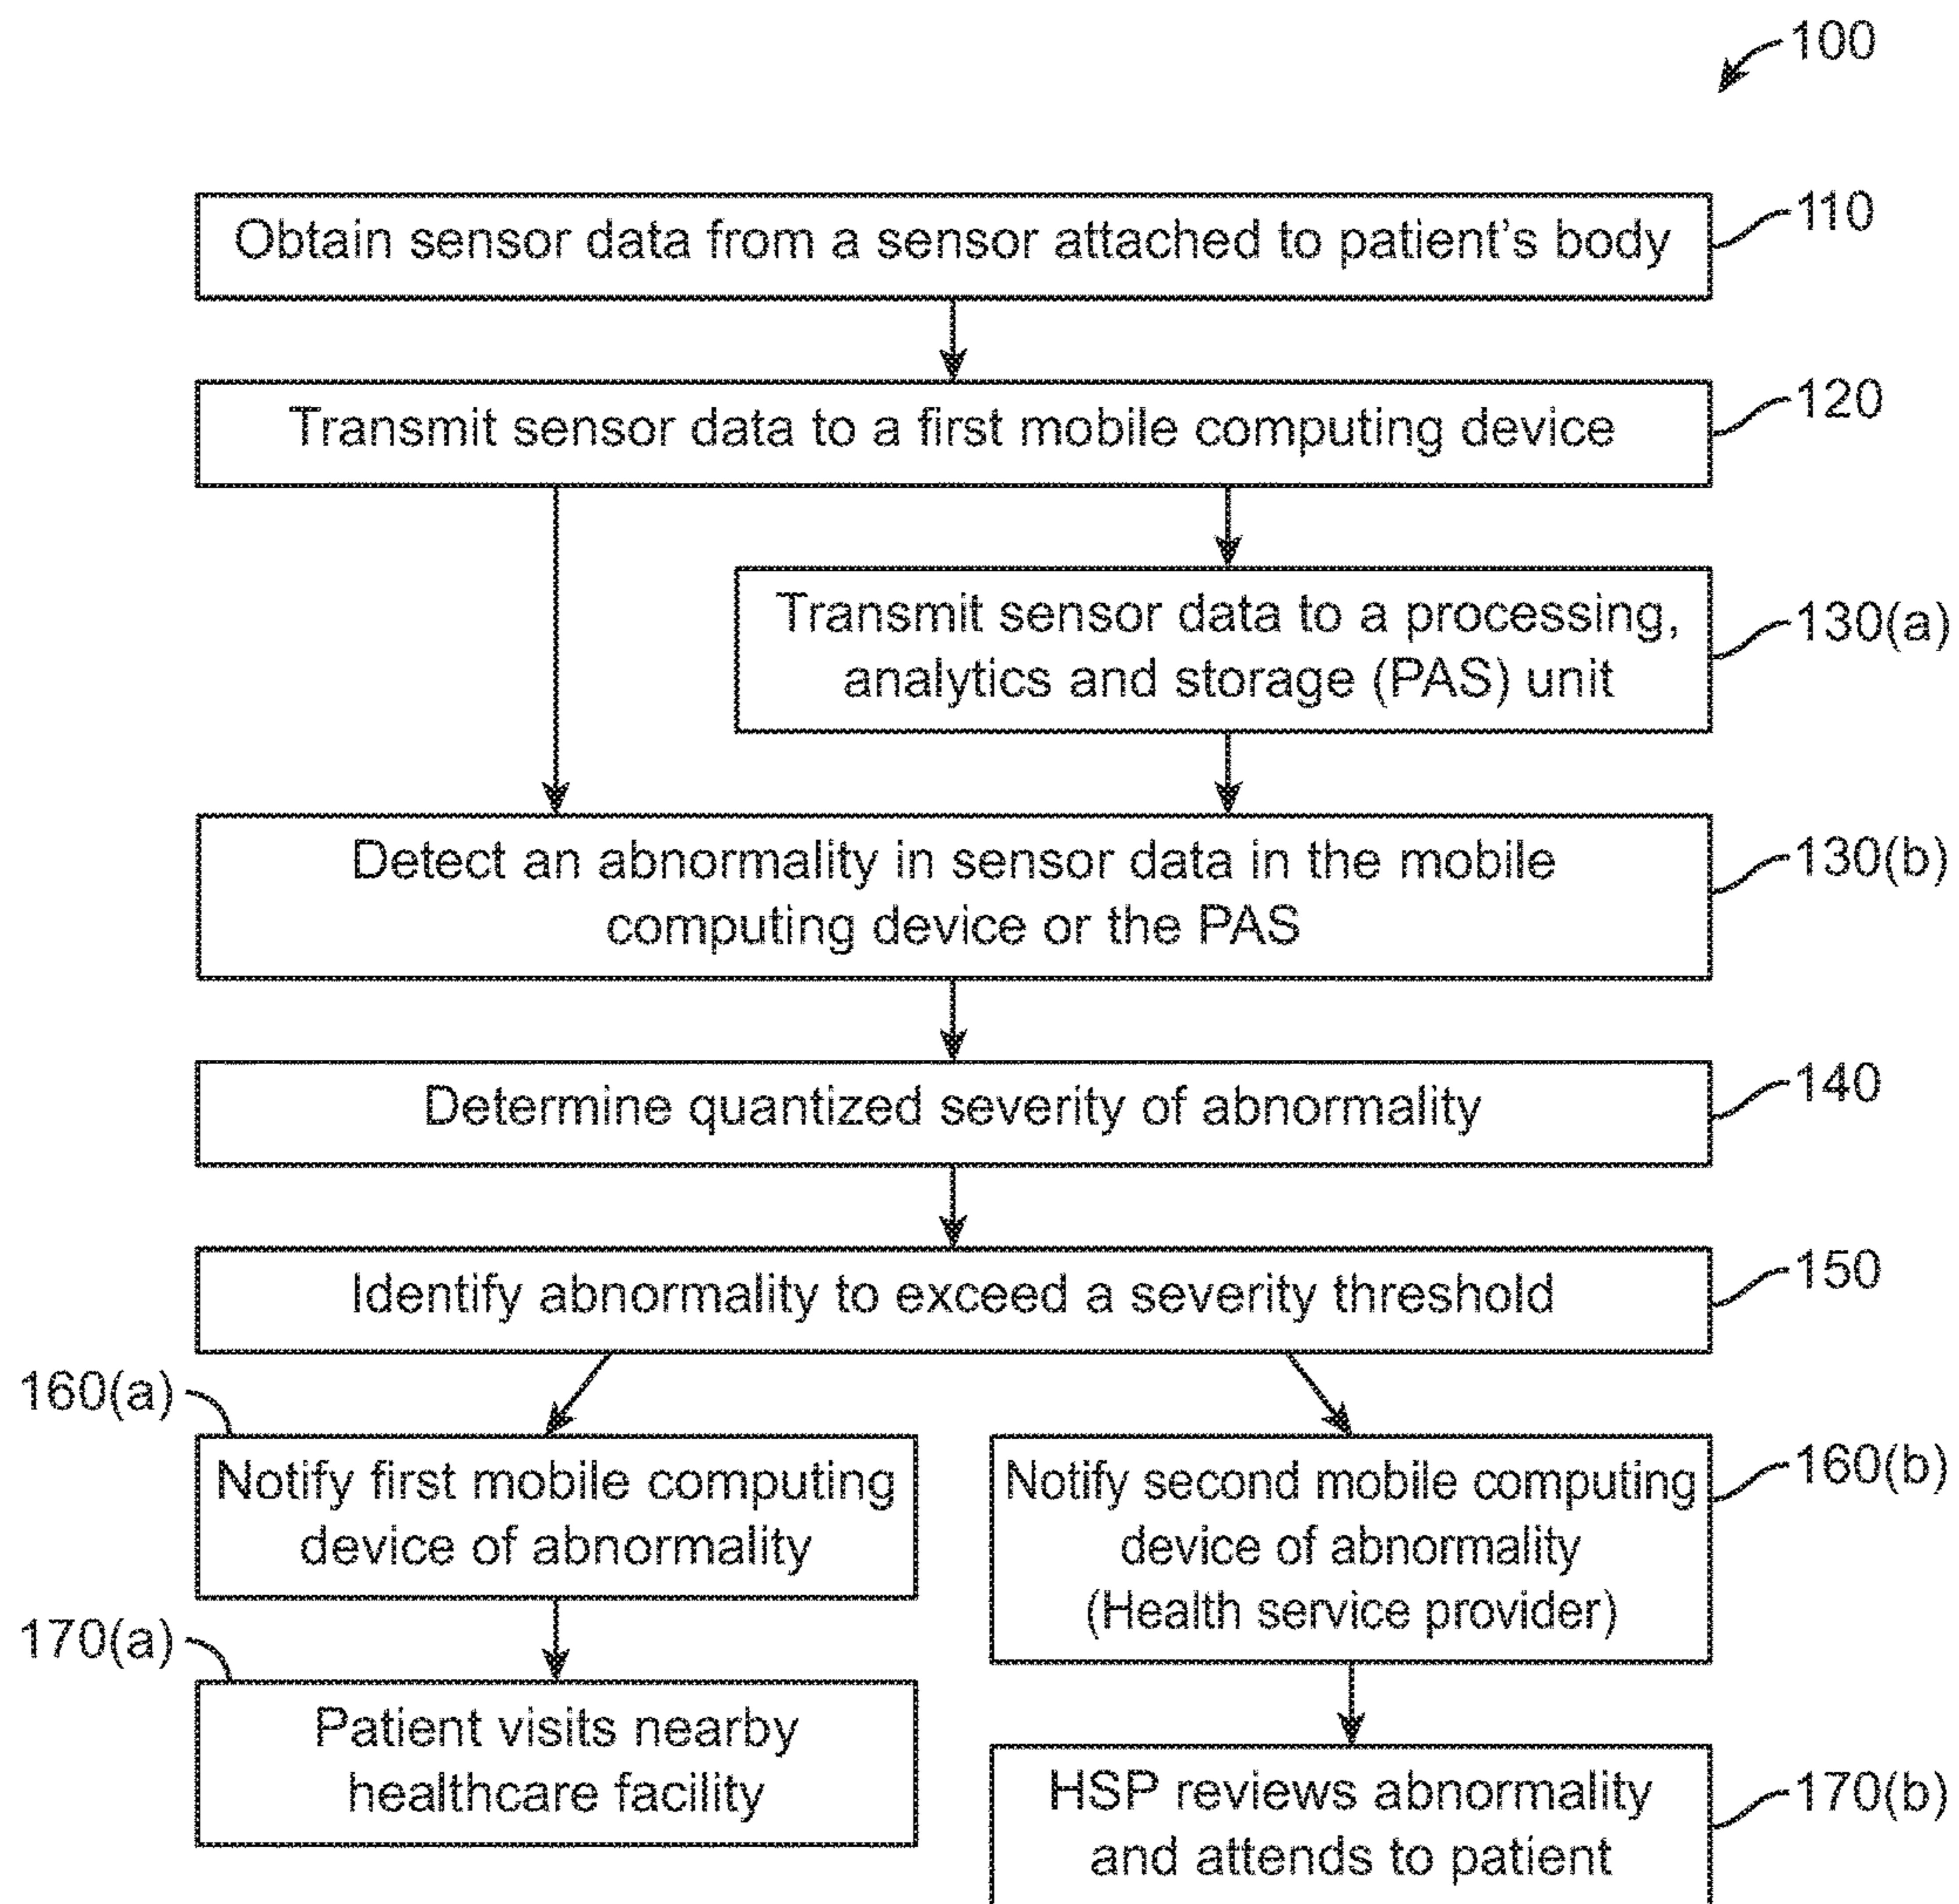 100
Obtain sensor data from a sensor attached to patient's body
110
Transmit sensor data to a first mobile computing device
120
Transmit sensor data to a processing,
analytics and storage (PAS) unit
130(a)
Detect an abnormality in sensor data in the mobile
computing device or the PAS
130(b)
Determine quantized severity of abnormality
140
Identify abnormality to exceed a severity threshold
150
160(a)
Notify first mobile computing
device of abnormality
Notify second mobile computing
device of abnormality
(Health service provider)
160(b)
170(a)
Patient visits nearby
healthcare facility
HSP reviews abnormality
and attends to patient
170(b)